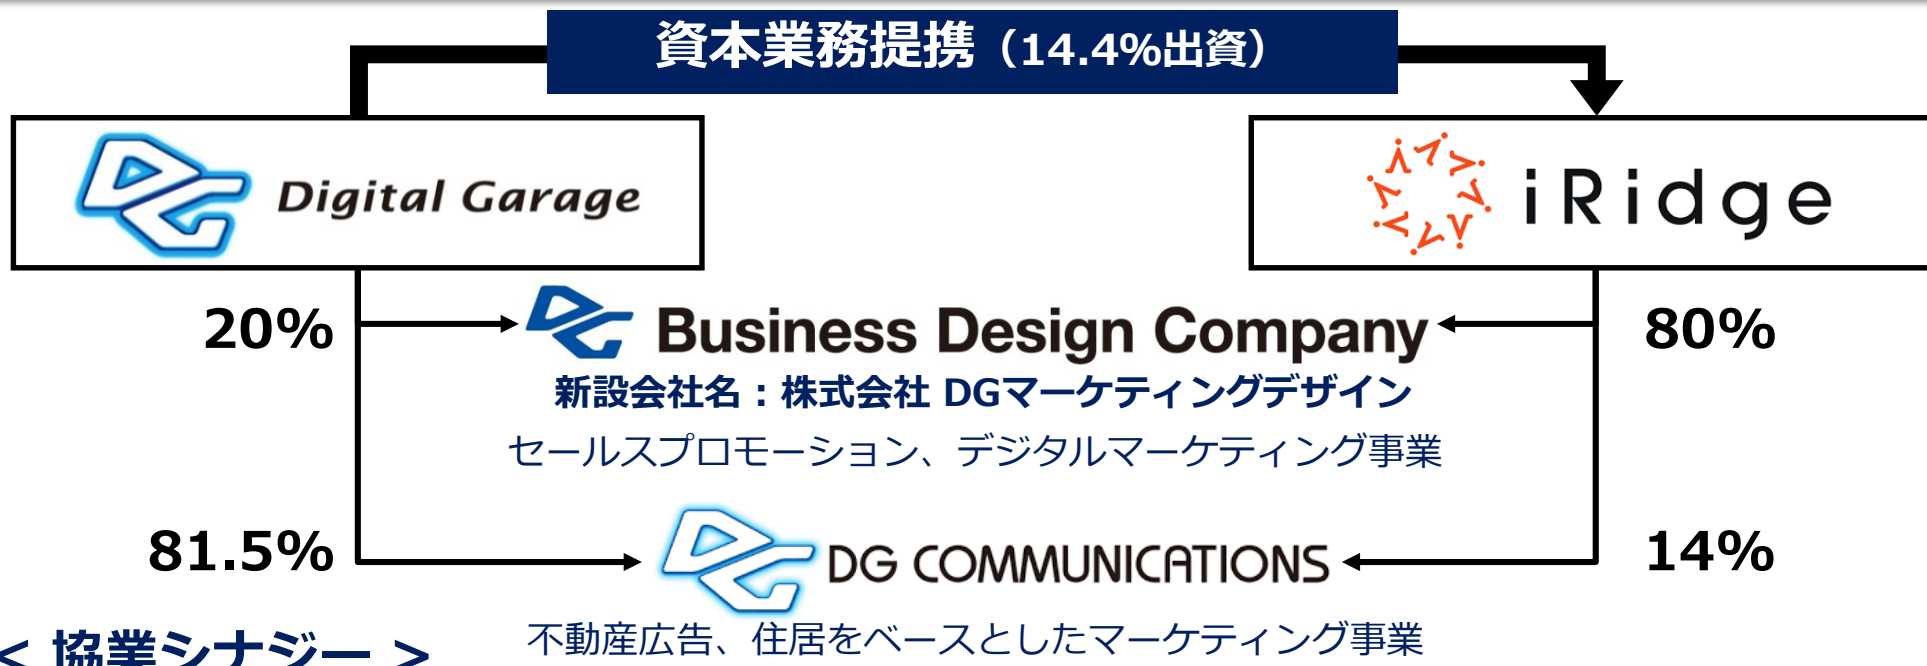 資本業務提携（14.4%出資）
Digital Garage
iRidge
20%
Business Design Company
80%
新設会社名：株式会社 DGマーケティングデザイン
セールスプロモーション、デジタルマーケティング事業
81.5%
DG COMMUNICATIONS
14%
不動産広告、住居をベースとしたマーケティング事業
< 協業シナジー >